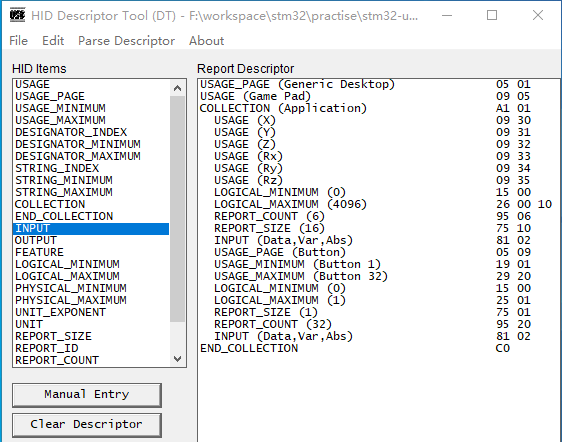 HID Descriptor Tool (DT) - F:\workspace\stm32\practise\stm32-u...
File Edit Parse Descriptor About
HID Items
USAGE
USAGE_PAGE
USAGE_MINIMUM
USAGE_MAXIMUM
DESIGNATOR_INDEX
DESIGNATOR_MINIMUM
DESIGNATOR_MAXIMUM
STRING_INDEX
STRING_MINIMUM
STRING_MAXIMUM
COLLECTION
END_COLLECTION
INPUT
OUTPUT
FEATURE
LOGICAL_MINIMUM
LOGICAL_MAXIMUM
PHYSICAL_MINIMUM
PHYSICAL_MAXIMUM
UNIT_EXPONENT
UNIT
REPORT_SIZE
REPORT_ID
REPORT_COUNT
Manual Entry
Clear Descriptor
Report Descriptor
USAGE_PAGE (Generic Desktop) 05 01
USAGE (Game Pad) 09 05
COLLECTION (Application) A1 01
USAGE (X) 09 30
USAGE (Y) 09 31
USAGE (Z) 09 32
USAGE (Rx) 09 33
USAGE (Ry) 09 34
USAGE (Rz) 09 35
LOGICAL_MINIMUM (0) 15 00
LOGICAL_MAXIMUM (4096) 26 00 10
REPORT_COUNT (6) 95 06
REPORT_SIZE (16) 75 10
INPUT (Data,Var,Abs) 81 02
USAGE_PAGE (Button) 05 09
USAGE_MINIMUM (Button 1) 19 01
USAGE_MAXIMUM (Button 32) 29 20
LOGICAL_MINIMUM (0) 15 00
LOGICAL_MAXIMUM (1) 25 01
REPORT_SIZE (1) 75 01
REPORT_COUNT (32) 95 20
INPUT (Data,Var,Abs) 81 02
END_COLLECTION C0